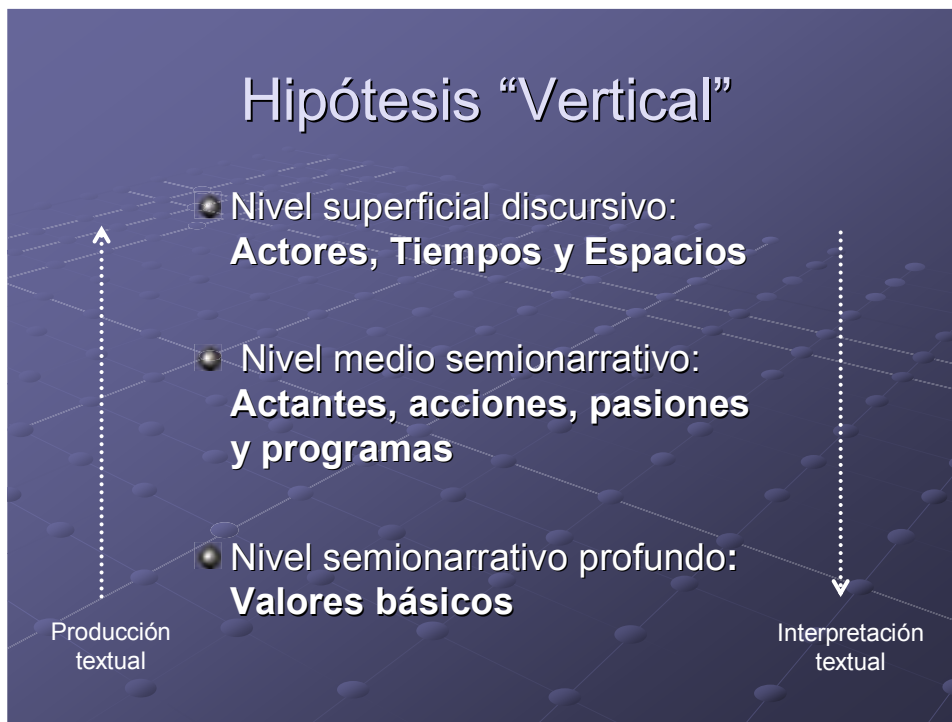 Hipótesis “Vertical”
Nivel superficial discursivo:
Actores, Tiempos y Espacios
Nivel medio semionarrativo:
Actantes, acciones, pasiones
y programas
Nivel semionarrativo profundo:
Valores básicos
Producción
textual
Interpretación
textual